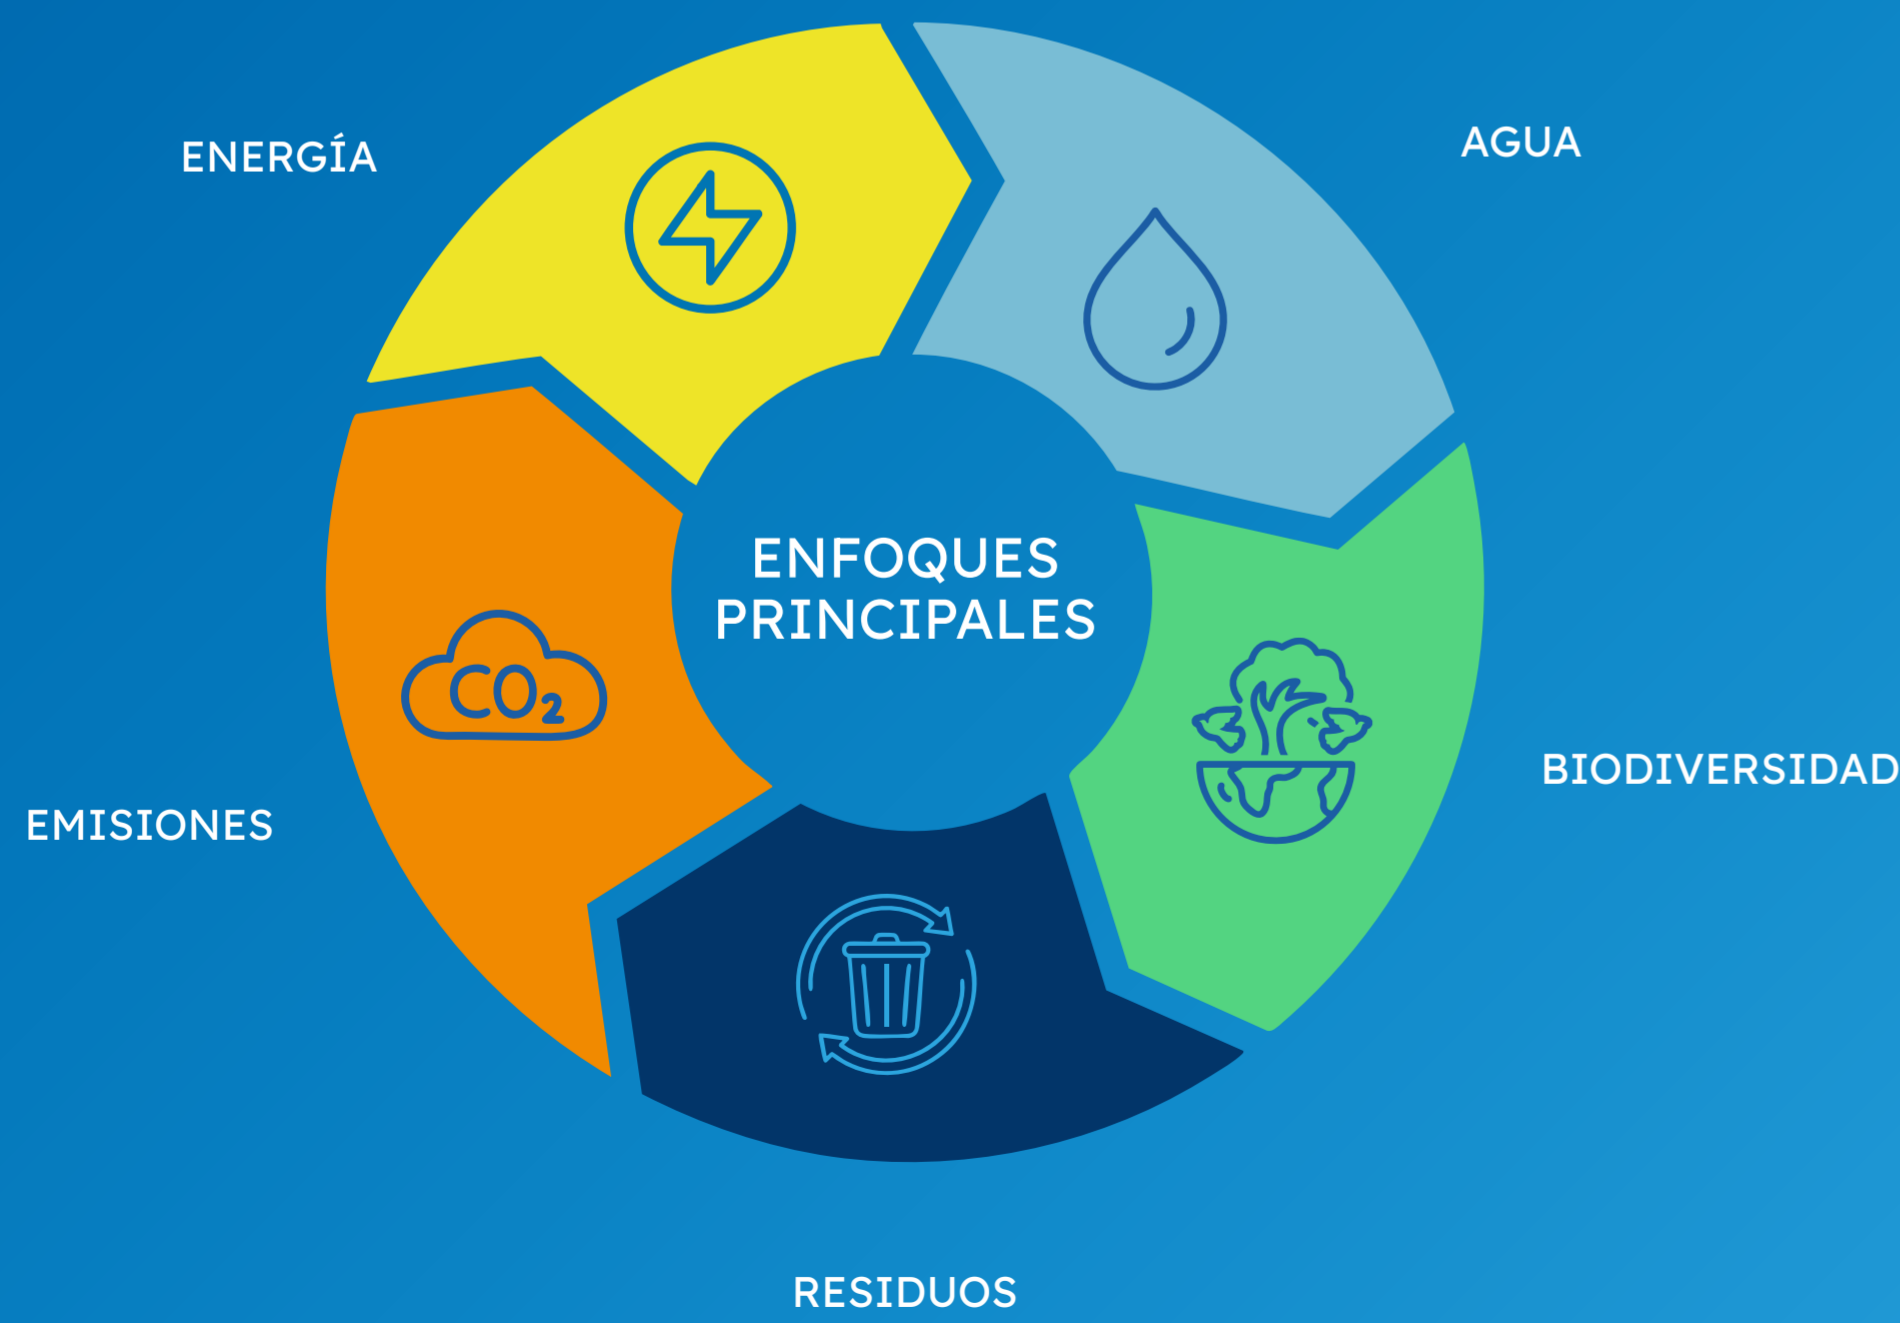 ENERGÍA
AGUA
ENFOQUES
PRINCIPALES
CO₂
BIODIVERSIDAD
EMISIONES
RESIDUOS